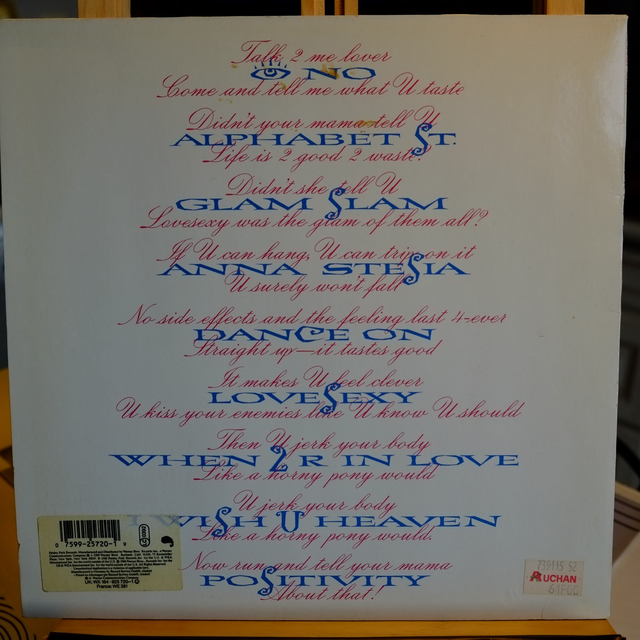 Talk 2 me lover
NO
Come and tell me what U taste
Didn't your mama tell U
ALPHABET ST.
Life is 2 good 2 waste.
Didn't she tell U
GLAM SLAM
Lovesexy was the glam of them all?
If U can hang, U can trip on it
ANNA STESIA
U surely won't fall
No side effects and the feeling last 4-ever
DANCE ON
Straight up—it tastes good
It makes U feel clever
LOVESEXY
U kiss your enemies like U know U should
Then U jerk your body
WHEN 2 R IN LOVE
Like a horny pony would
U jerk your body
I WISH U HEAVEN
Like a horny pony would.
Now run and tell your mama
POSITIVITY
About that!
0 7599-25720-1
AUCHAN